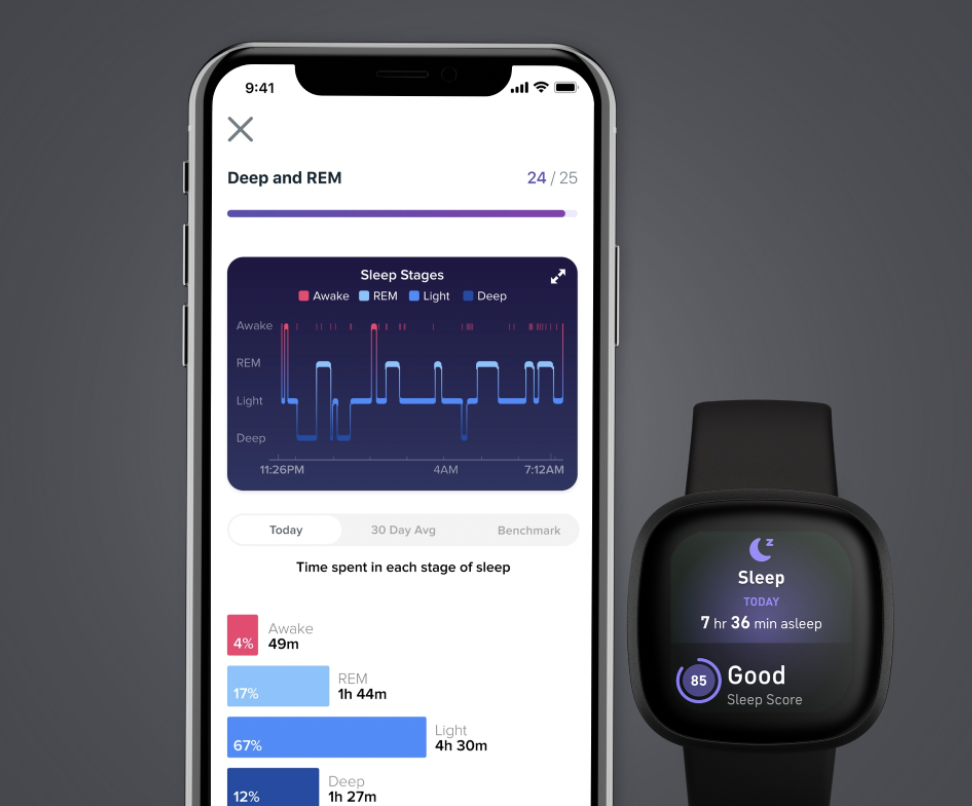 9:41
Deep and REM
24 / 25
Sleep Stages
Awake REM Light Deep
Awake
REM
Light
Deep
11:26PM 4AM 7:12AM
Today 30 Day Avg Benchmark
Time spent in each stage of sleep
4% Awake
49m
17% REM
1h 44m
67% Light
4h 30m
12% Deep
1h 27m
z
Sleep
TODAY
7 hr 36 min asleep
85 Good
Sleep Score